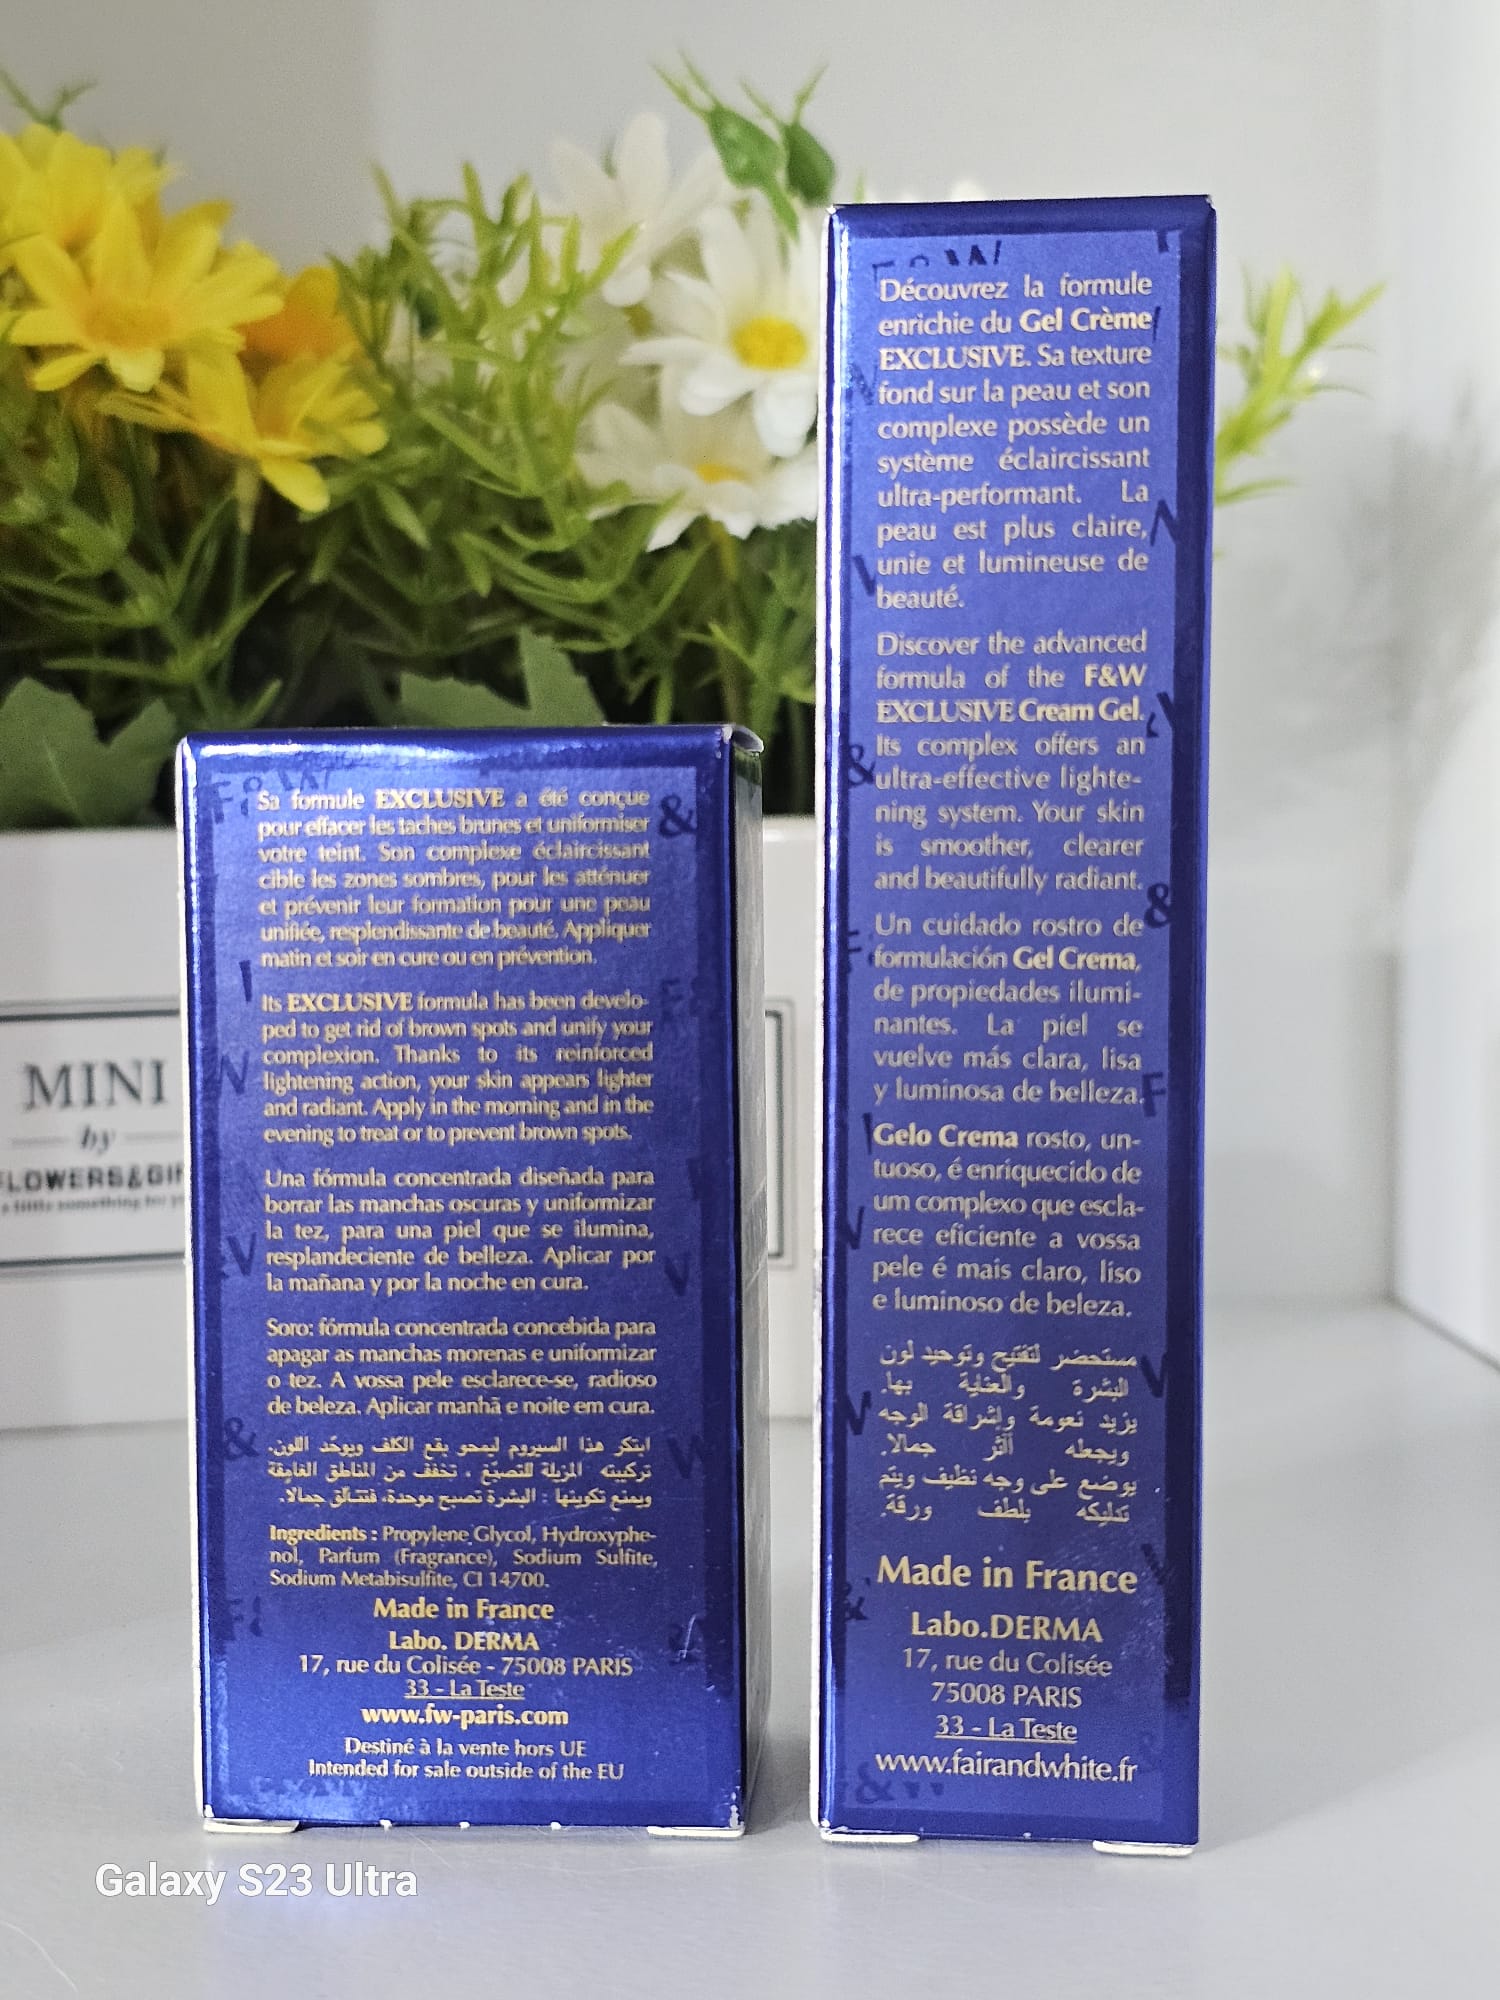 Sa formule EXCLUSIVE a été conçue
pour effacer les taches brunes et uniformiser
votre teint. Son complexe éclaircissant
cible les zones sombres, pour les atténuer
et prévenir leur formation pour une peau
unifiée, resplendissante de beauté. Appliquer
matin et soir en cure ou en prévention.
Its EXCLUSIVE formula has been develo-
ped to get rid of brown spots and unify your
complexion. Thanks to its reinforced
lightening action, your skin appears lighter
and radiant. Apply in the morning and in the
evening to treat or to prevent brown spots.
Una fórmula concentrada diseñada para
borrar las manchas oscuras y uniformizar
la tez, para una piel que se ilumina,
resplandeciente de belleza. Aplicar por
la mañana y por la noche en cura.
Soro: fórmula concentrada concebida para
apagar as manchas morenas e uniformizar
o tez. A vossa pele esclarece-se, radioso
de beleza. Aplicar manhã e noite em cura.
ابتكر هذا السيروم ليمحو بقع الكلف ويوحّد اللون.
تركيبته المزيلة للتصبّغ ، تخفف من المناطق الغامقة
ويمنع تكوينها : البشرة تصبح موحدة، فتتألق جمالا.
Ingredients : Propylene Glycol, Hydroxyphe-
nol, Parfum (Fragrance), Sodium Sulfite,
Sodium Metabisulfite, CI 14700.
Made in France
Labo. DERMA
17, rue du Colisée - 75008 PARIS
33 - La Teste
www.fw-paris.com
Destiné à la vente hors UE
Intended for sale outside of the EU
Découvrez la formule
enrichie du Gel Crème
EXCLUSIVE. Sa texture
fond sur la peau et son
complexe possède un
système éclaircissant
ultra-performant. La
peau est plus claire,
unie et lumineuse de
beauté.
Discover the advanced
formula of the F&W
EXCLUSIVE Cream Gel.
Its complex offers an
ultra-effective lighte-
ning system. Your skin
is smoother, clearer
and beautifully radiant.
Un cuidado rostro de
formulación Gel Crema,
de propiedades ilumi-
nantes. La piel se
vuelve más clara, lisa
y luminosa de belleza.
Gelo Crema rosto, un-
tuoso, é enriquecido de
um complexo que escla-
rece eficiente a vossa
pele é mais claro, liso
e luminoso de beleza.
مستحضر لتفتيح وتوحيد لون
البشرة والعناية بها.
يزيد نعومة وإشراقة الوجه
ويجعله أكثر جمالا.
يوضع على وجه نظيف ويتم
تدليكه بلطف ورقة.
Made in France
Labo.DERMA
17, rue du Colisée
75008 PARIS
33 - La Teste
www.fairandwhite.fr
MINI
by
FLOWERS&GIF
a little something for y
Galaxy S23 Ultra